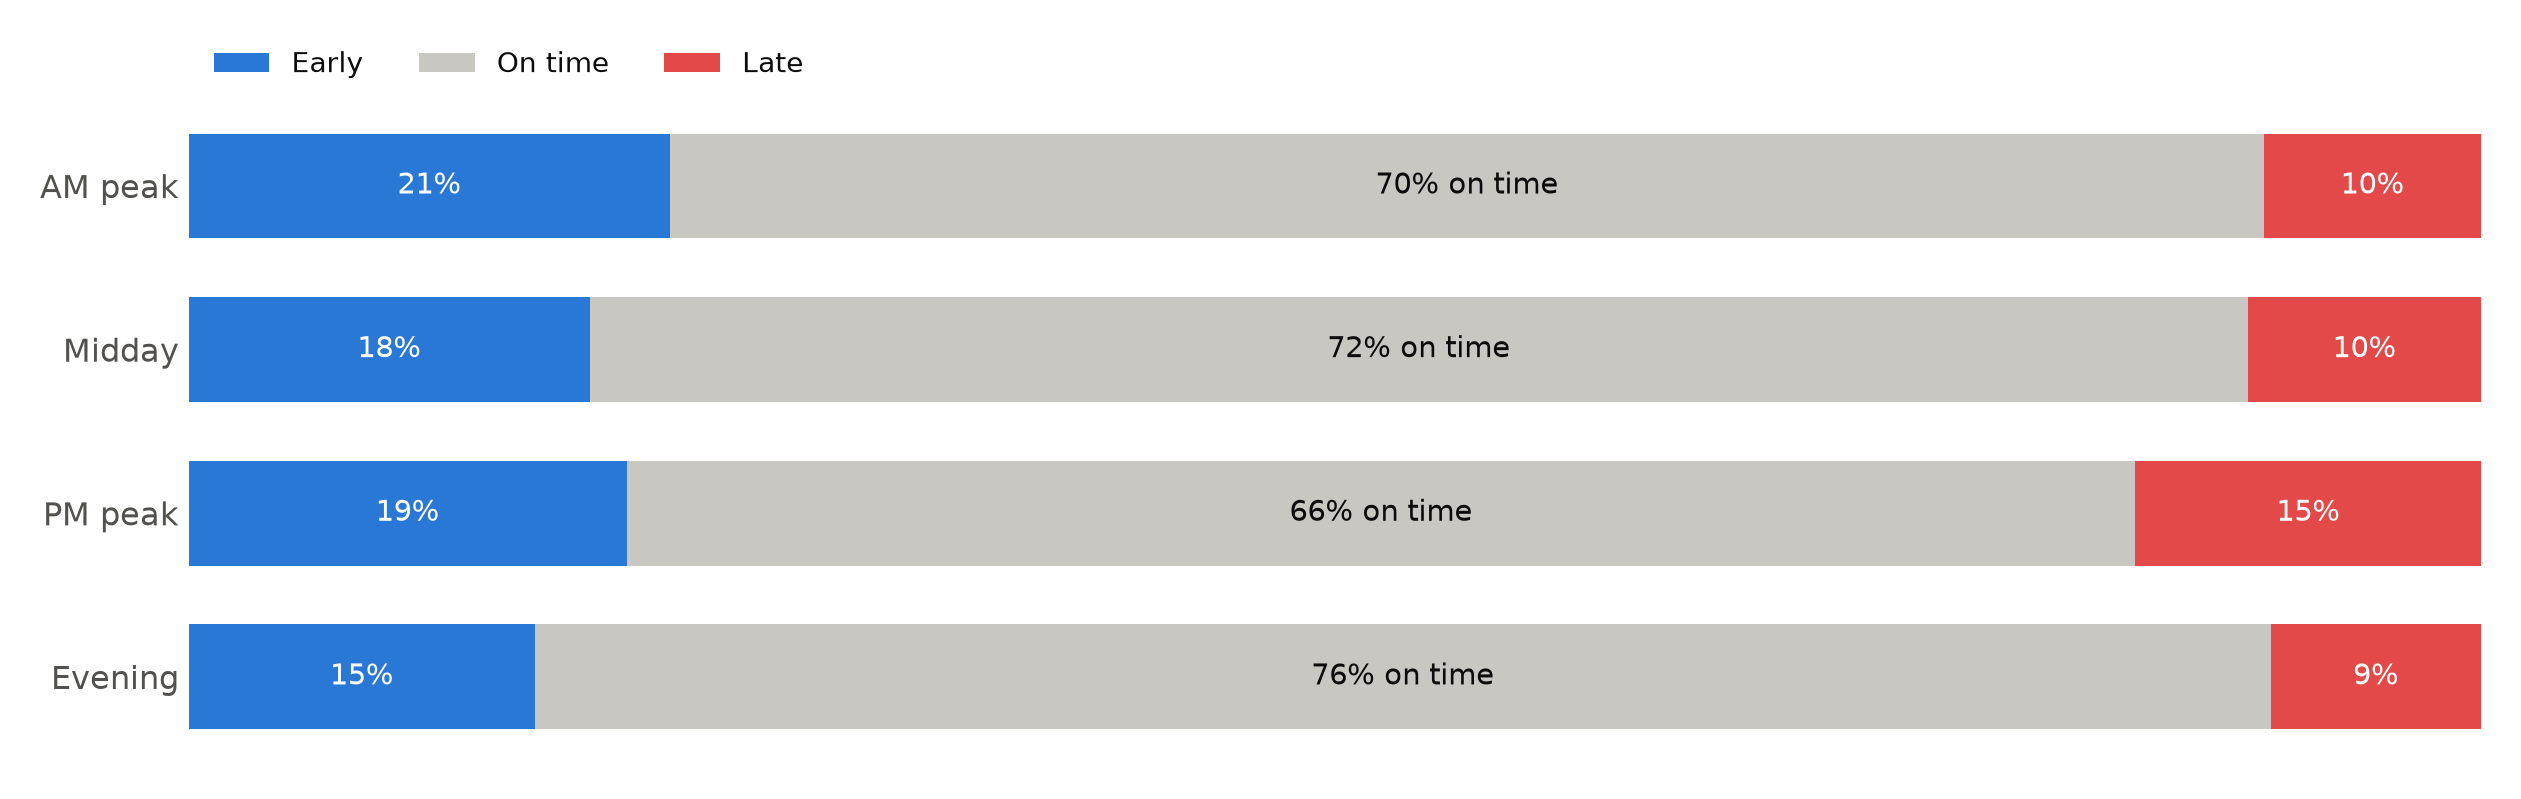 Early On time Late
AM peak 21% 70% on time 10%
Midday 18% 72% on time 10%
PM peak 19% 66% on time 15%
Evening 15% 76% on time 9%